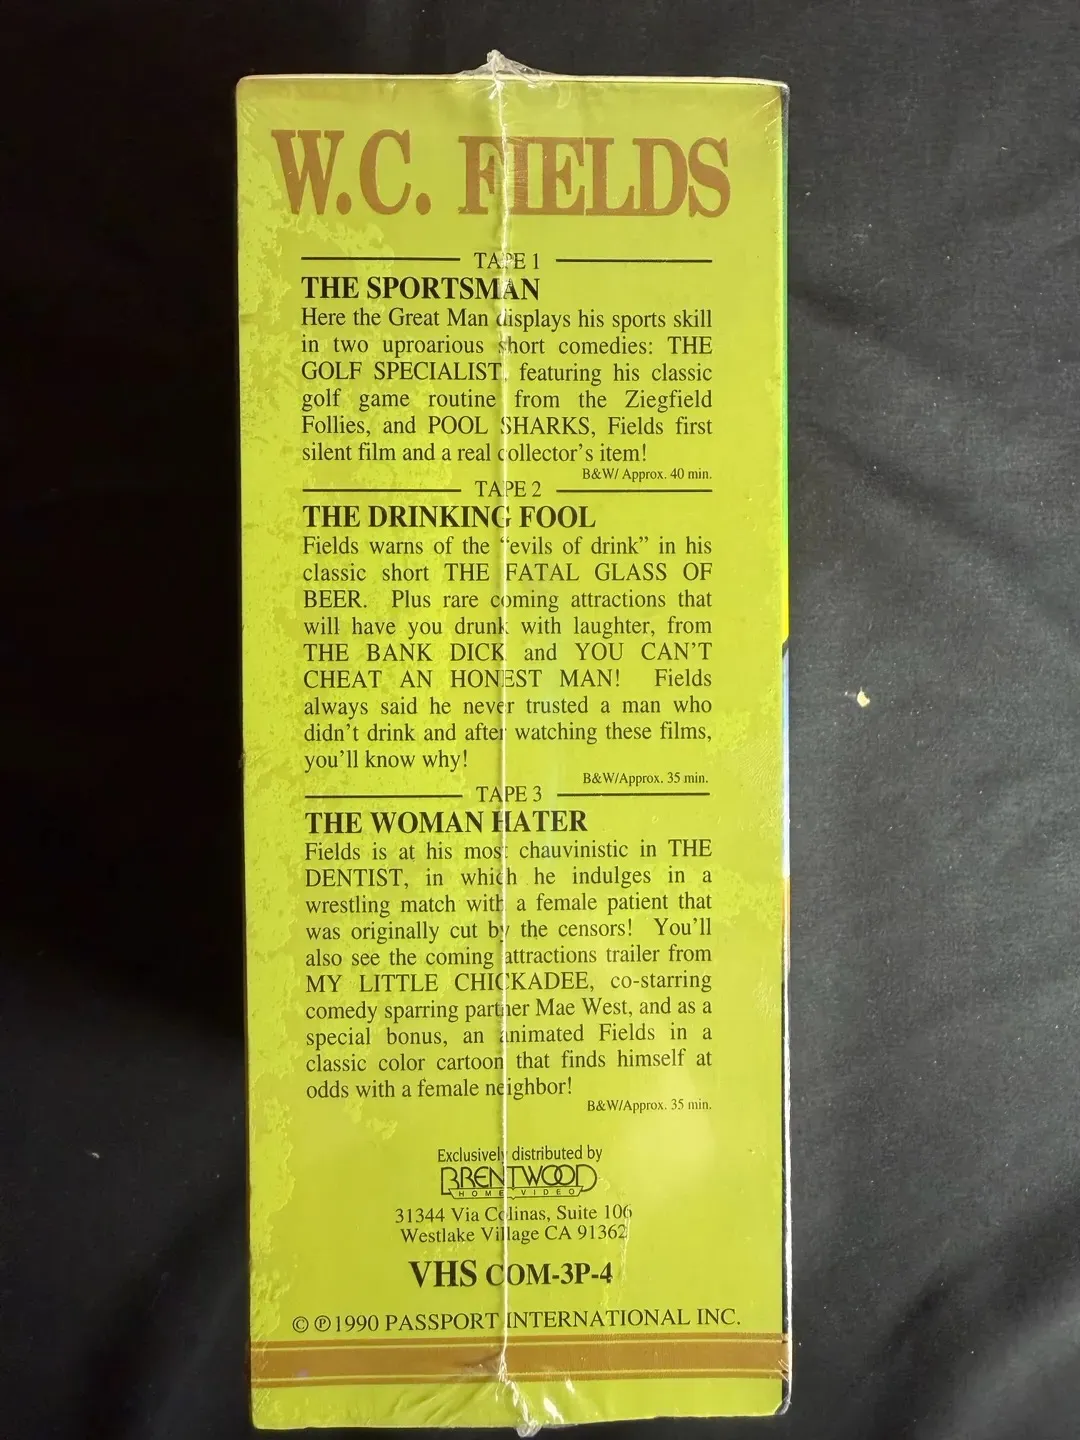 W.C. FIELDS
TAPE 1
THE SPORTSMAN
Here the Great Man displays his sports skill
in two uproarious short comedies: THE
GOLF SPECIALIST, featuring his classic
golf game routine from the Ziegfield
Follies, and POOL SHARKS, Fields first
silent film and a real collector's item!
B&W/ Approx. 40 min.
TAPE 2
THE DRINKING FOOL
Fields warns of the "evils of drink" in his
classic short THE FATAL GLASS OF
BEER. Plus rare coming attractions that
will have you drunk with laughter, from
THE BANK DICK and YOU CAN'T
CHEAT AN HONEST MAN! Fields
always said he never trusted a man who
didn't drink and after watching these films,
you'll know why!
B&W/Approx. 35 min.
TAPE 3
THE WOMAN HATER
Fields is at his most chauvinistic in THE
DENTIST, in which he indulges in a
wrestling match with a female patient that
was originally cut by the censors! You'll
also see the coming attractions trailer from
MY LITTLE CHICKADEE, co-starring
comedy sparring partner Mae West, and as a
special bonus, an animated Fields in a
classic color cartoon that finds himself at
odds with a female neighbor!
B&W/Approx. 35 min.
Exclusively distributed by
BRENTWOOD
HOME VIDEO
31344 Via Colinas, Suite 106
Westlake Village CA 91362
VHS COM-3P-4
© ℗ 1990 PASSPORT INTERNATIONAL INC.